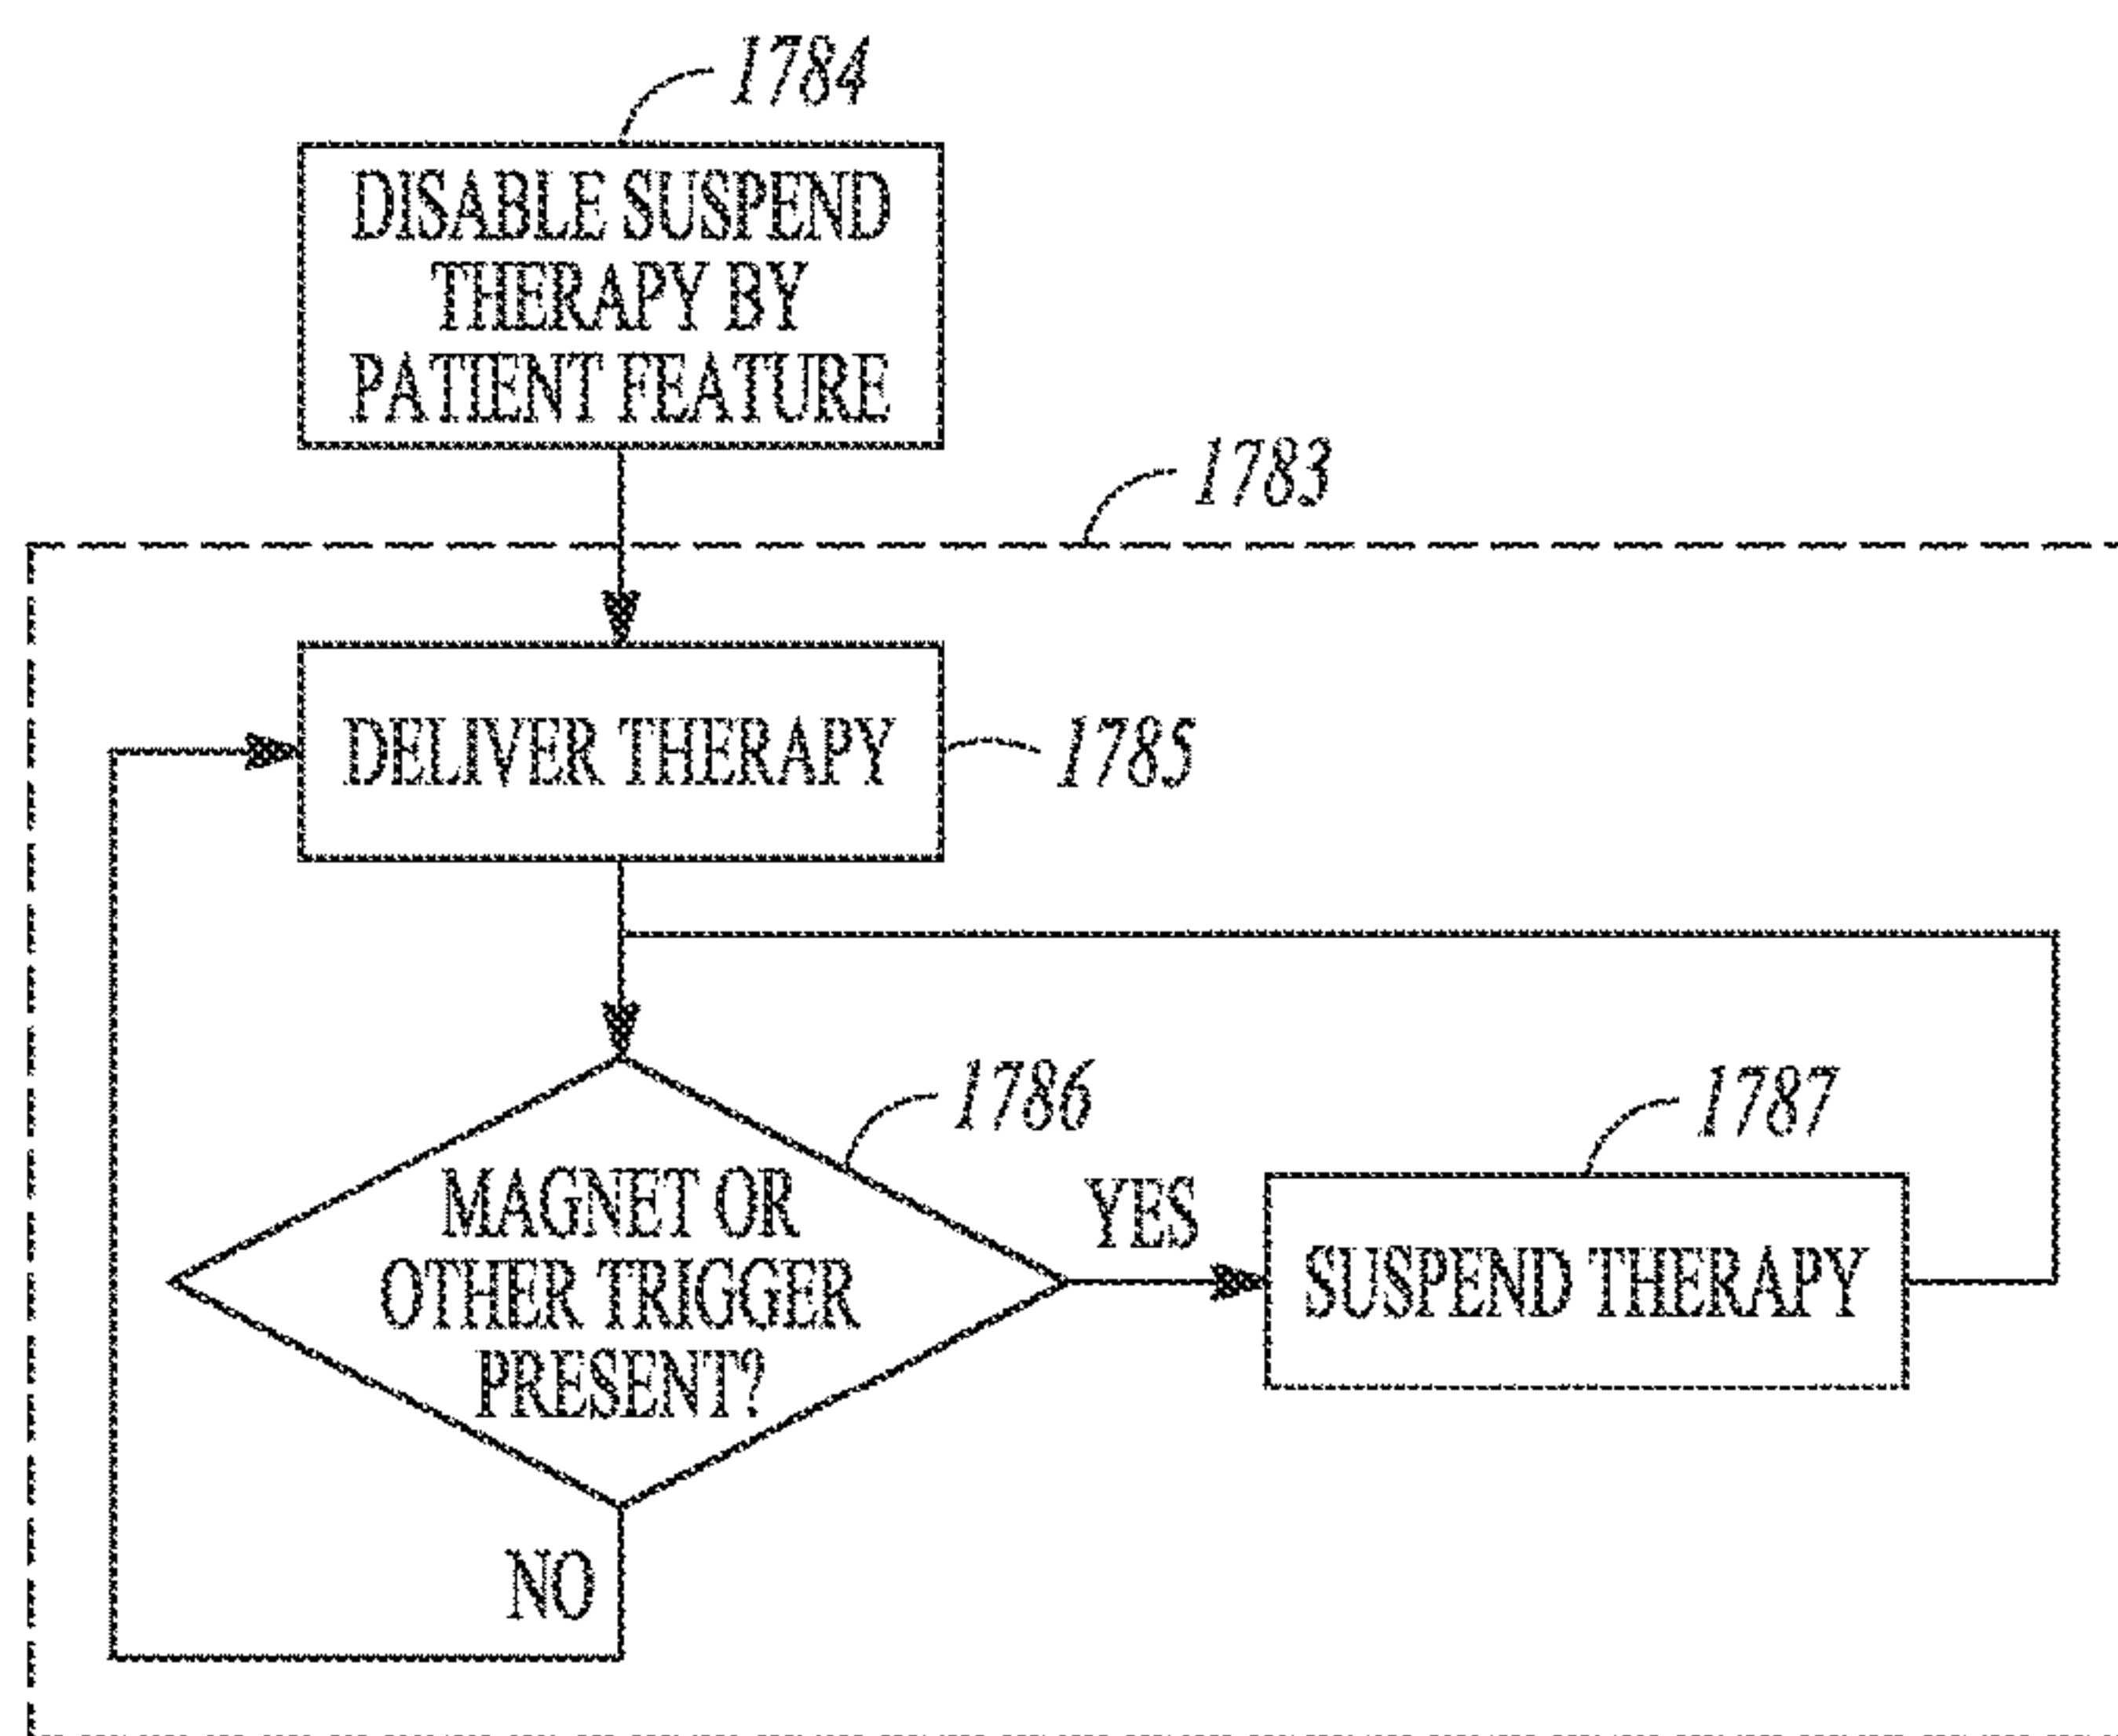 1784
DISABLE SUSPEND
THERAPY BY
PATIENT FEATURE
1783
DELIVER THERAPY
1785
1786
1787
MAGNET OR
OTHER TRIGGER
PRESENT?
YES
SUSPEND THERAPY
NO